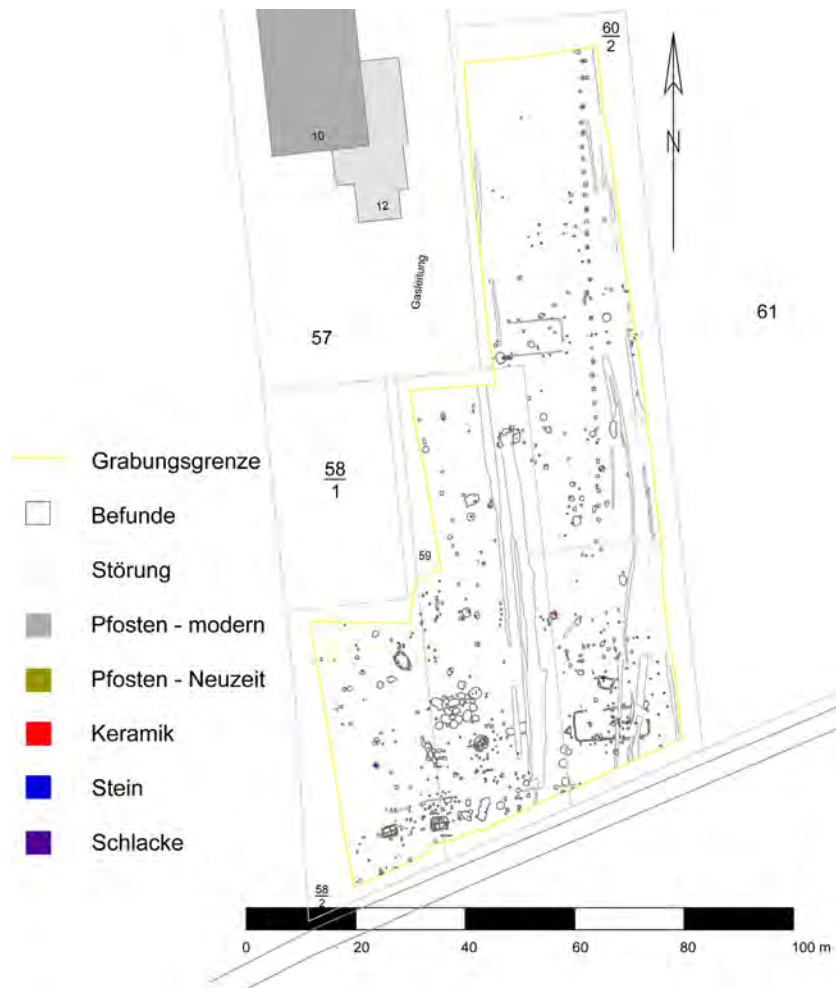 60
2
10
12
Gasleitung
N
57
61
58
1
59
Grabungsgrenze
Befunde
Störung
Pfosten - modern
Pfosten - Neuzeit
Keramik
Stein
Schlacke
58
2
0 20 40 60 80 100 m